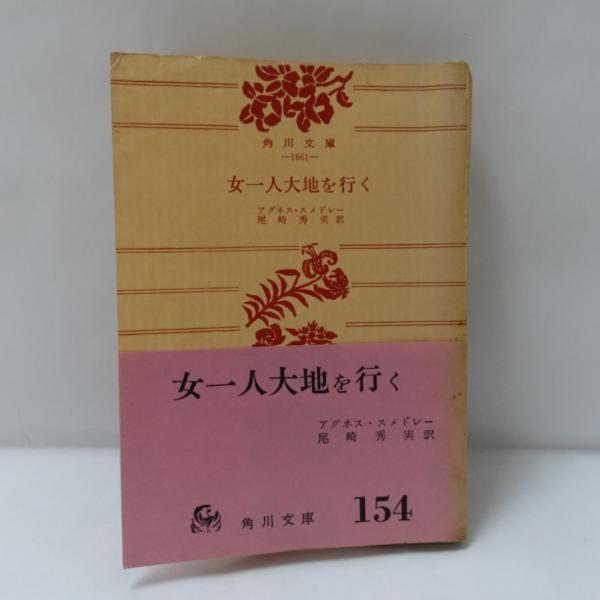 角川文庫
—1661—
女一人大地を行く
アグネス・スメドレー
尾崎秀実訳
女一人大地を行く
アグネス・スメドレー
尾崎秀実訳
角川文庫 154